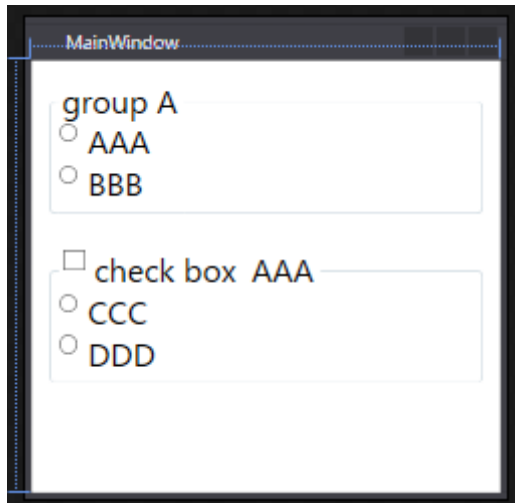 MainWindow
group A
AAA
BBB
check box  AAA
CCC
DDD